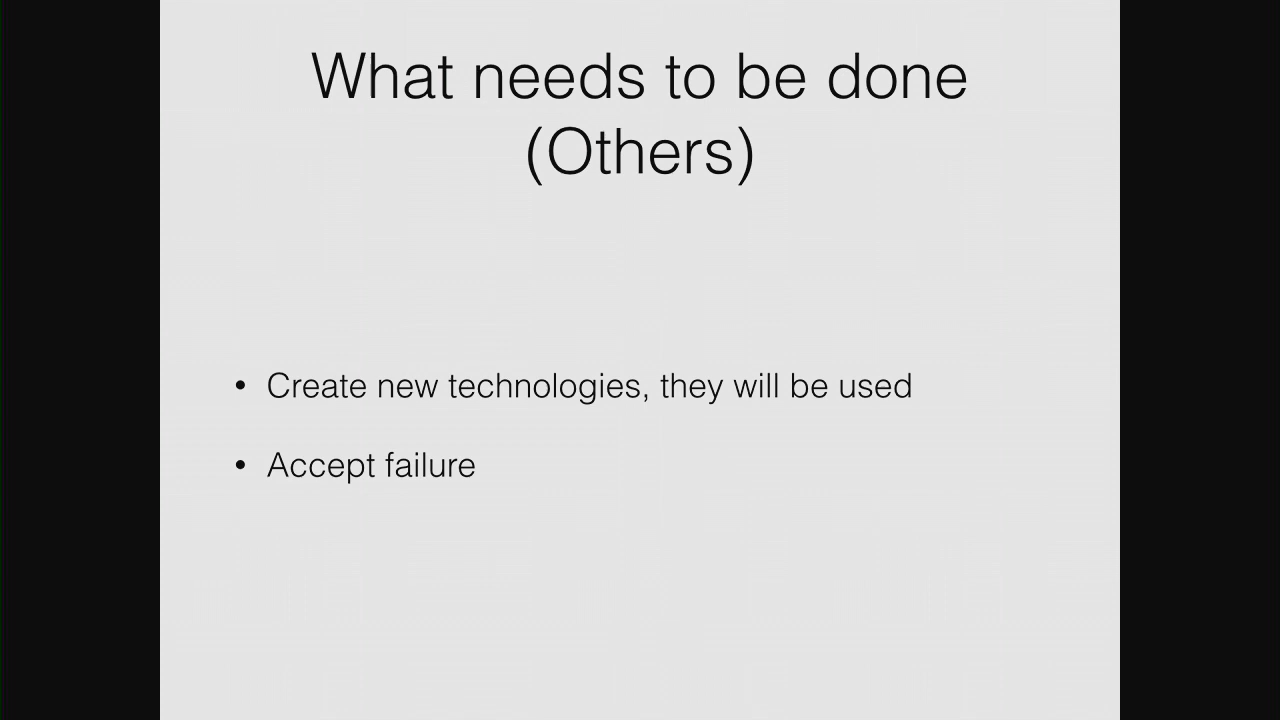 What needs to be done
(Others)
• Create new technologies, they will be used
• Accept failure